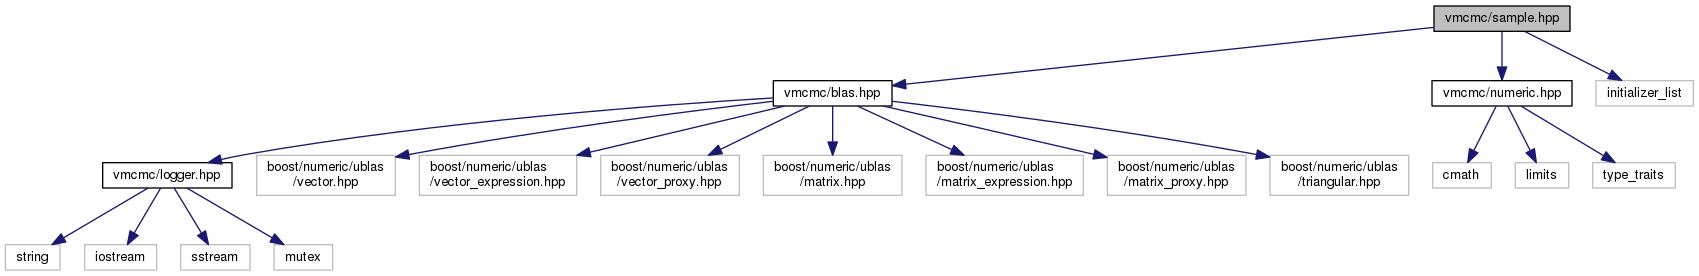 vmcmc/sample.hpp
vmcmc/blas.hpp
vmcmc/numeric.hpp
initializer_list
vmcmc/logger.hpp
boost/numeric/ublas
/vector.hpp
boost/numeric/ublas
/vector_expression.hpp
boost/numeric/ublas
/vector_proxy.hpp
boost/numeric/ublas
/matrix.hpp
boost/numeric/ublas
/matrix_expression.hpp
boost/numeric/ublas
/matrix_proxy.hpp
boost/numeric/ublas
/triangular.hpp
cmath
limits
type_traits
string
iostream
sstream
mutex